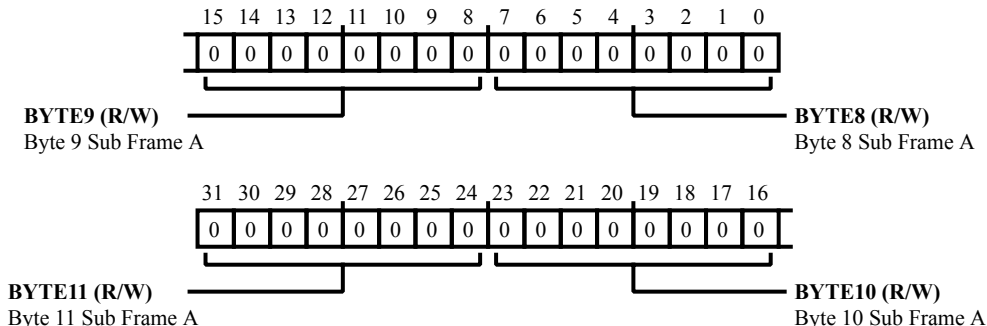 15 14 13 12 11 10 9 8 7 6 5 4 3 2 1 0
0 0 0 0 0 0 0 0 0 0 0 0 0 0 0 0
BYTE9 (R/W)
Byte 9 Sub Frame A
BYTE8 (R/W)
Byte 8 Sub Frame A
31 30 29 28 27 26 25 24 23 22 21 20 19 18 17 16
0 0 0 0 0 0 0 0 0 0 0 0 0 0 0 0
BYTE11 (R/W)
Byte 11 Sub Frame A
BYTE10 (R/W)
Byte 10 Sub Frame A